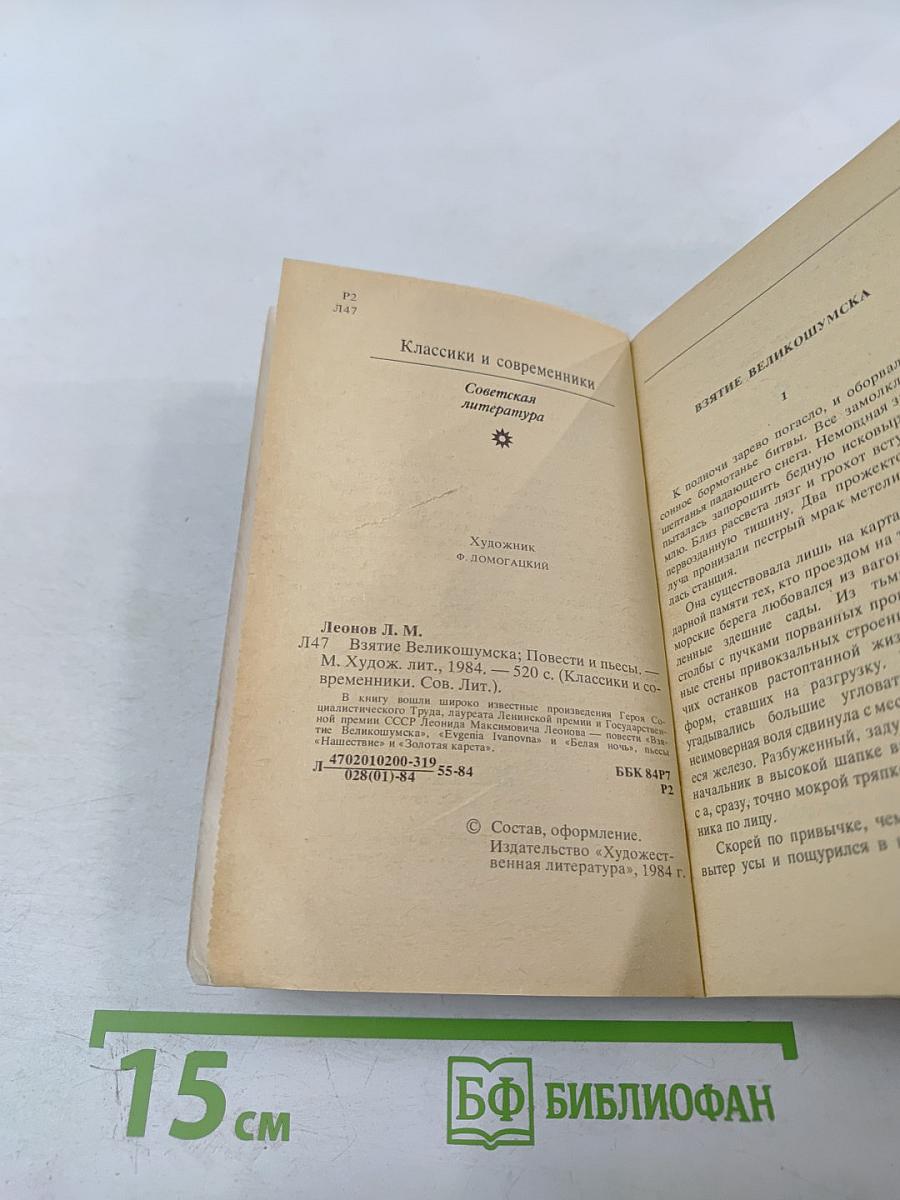 Р2
Л47
Классики и современники
Советская
литература
Художник
Ф. ДОМОГАЦКИЙ
Леонов Л. М.
Л47 Взятие Великошумска; Повести и пьесы. —
М. Худож. лит., 1984. — 520 с. (Классики и со-
временники. Сов. Лит.).
В книгу вошли широко известные произведения Героя Со-
циалистического Труда, лауреата Ленинской премии и Государствен-
ной премии СССР Леонида Максимовича Леонова — повести «Взя-
тие Великошумска», «Evgenia Ivanovna» и «Белая ночь», пьесы
«Нашествие» и «Золотая карета».
Л 4702010200-319 55-84
028(01)-84
ББК 84Р7
Р2
© Состав, оформление.
Издательство «Художест-
венная литература», 1984 г.
ВЗЯТИЕ ВЕЛИКОШУМСКА
1
К полночи зарево погасло, и оборвал
сонное бормотанье битвы. Все замолкл
шептанья падающего снега. Немощная з
пыталась запорошить бедную исковыр
млю. Близ рассвета лязг и грохот всту
первозданную тишину. Два прожекто
луча пронизали пестрый мрак метели
лась станция.
Она существовала лишь на карта
дарной памяти тех, кто проездом на
морские берега любовался из вагон
ленные здешние сады. Из тьм
столбы с пучками порванных пров
ные стены привокзальных строен
чих останков растоптанной жиз
форм, ставших на разгрузку.
угадывались большие угловат
неимоверная воля сдвинула с мес
еся железо. Разбуженный, заду
начальник в высокой шапке в
с а, сразу, точно мокрой тряпк
ника по лицу.
Скорей по привычке, чем
вытер усы и пощурился в
15 см
БФ БИБЛИОФАН